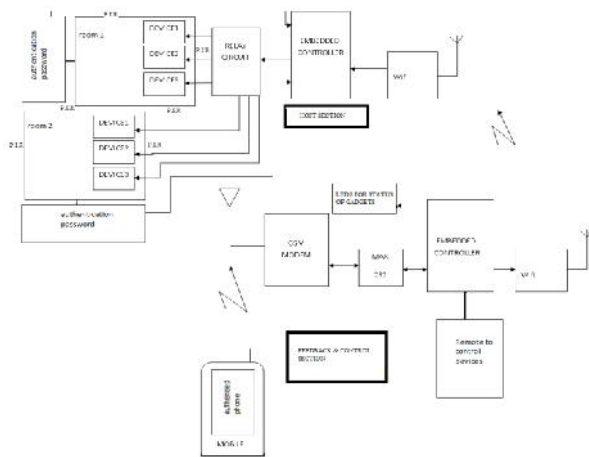 P.I.R
authentication
password
room 1
DEVICE1
DEVICE2
DEVICE3
P.I.R
RELAY
CIRCUIT
EMBEDDED
CONTROLLER
P.I.R
P.I.R
P.I.R
room 2
DEVICE1
DEVICE2
P.I.R
DEVICE3
authentication
password
SECTION
LEDS FOR STATUS
OF GADGETS
GSM
MODEM
MAX
EMBEDDED
CONTROLLER
Remote to
control
devices
FEEDBACK & CONTROL
SECTION
authorised
phone
MOBILE